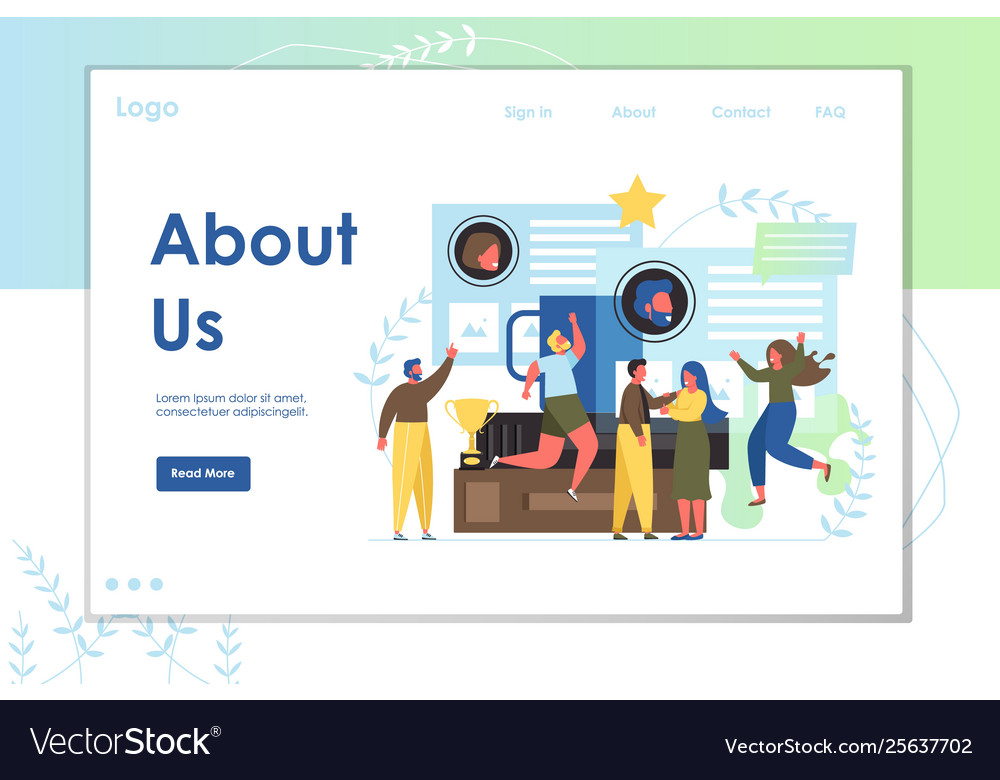 Logo
Sign in About Contact FAQ
About
Us
Lorem Ipsum dolor sit amet,
consectetuer adipiscingelit.
Read More
VectorStock®
VectorStock.com/25637702